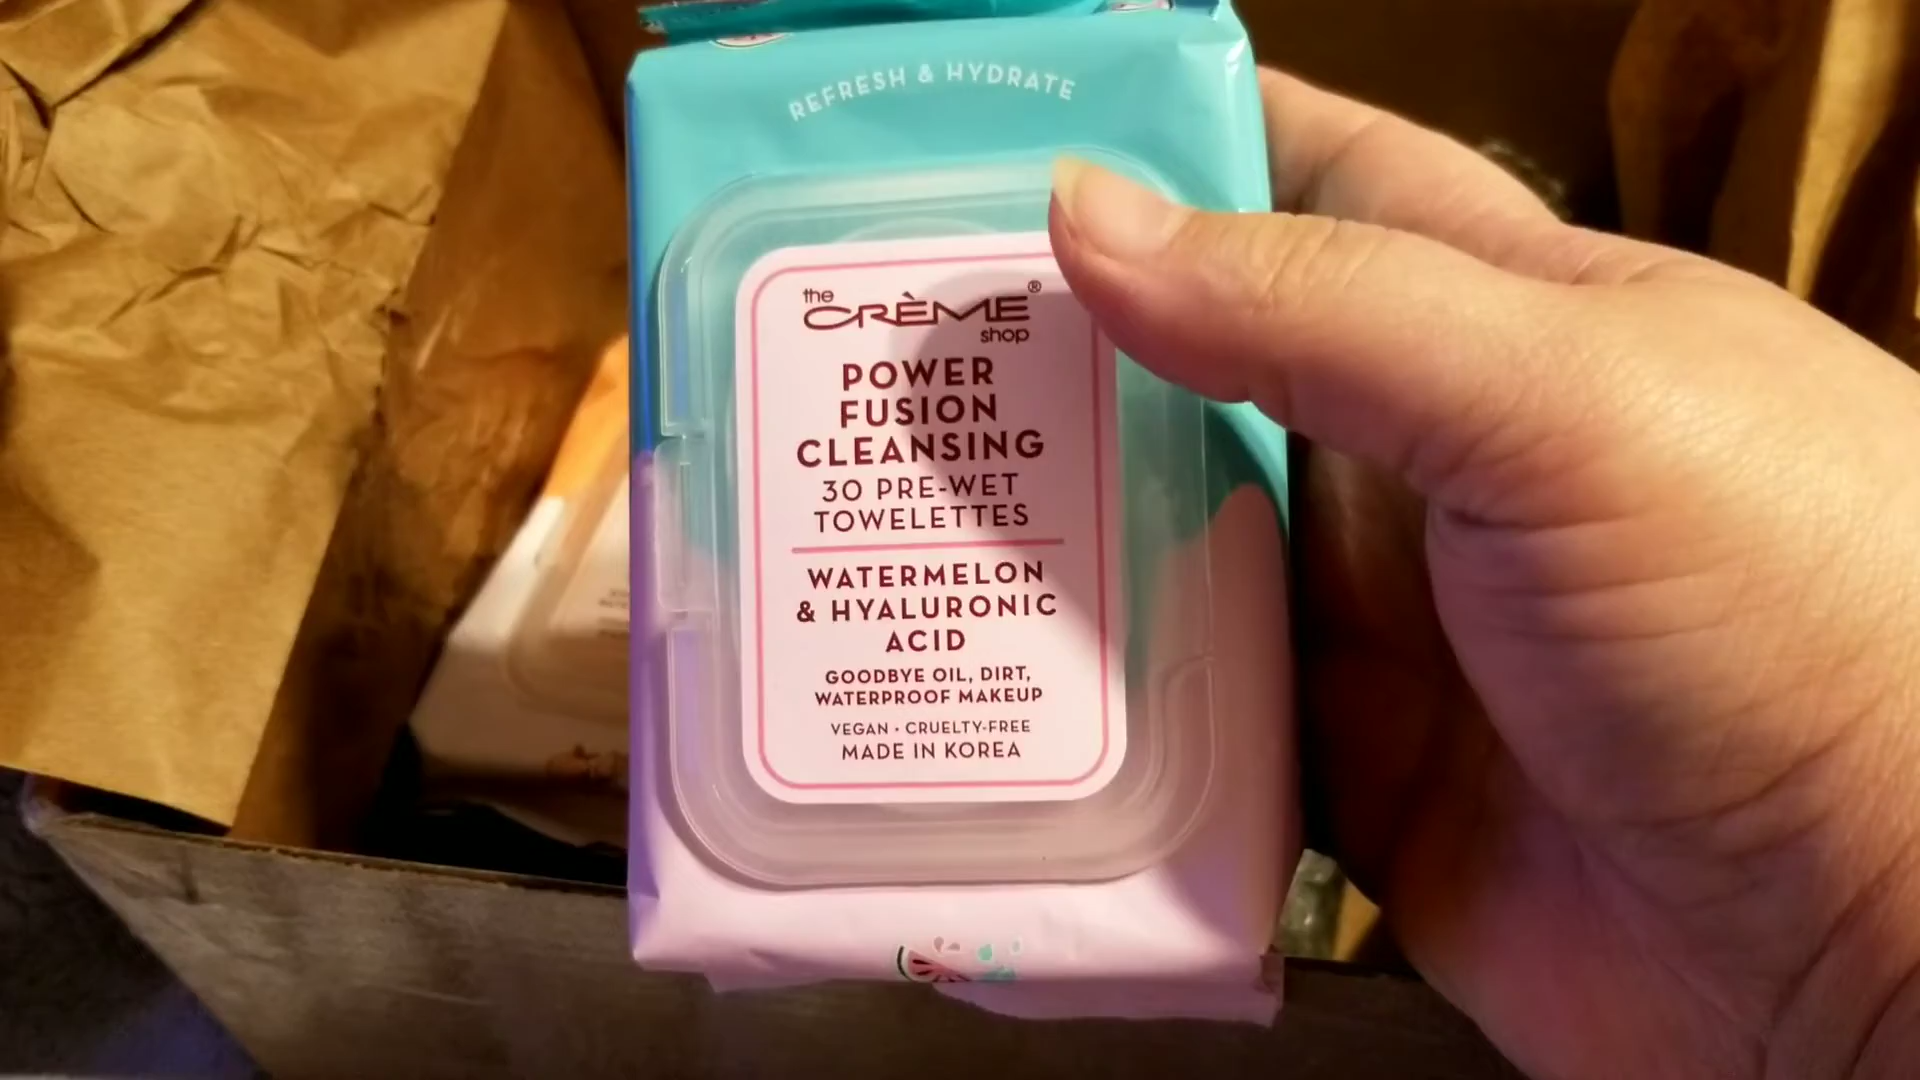 REFRESH & HYDRATE
the
CRÈME®
shop
POWER
FUSION
CLEANSING
30 PRE-WET
TOWELETTES
WATERMELON
& HYALURONIC
ACID
GOODBYE OIL, DIRT,
WATERPROOF MAKEUP
VEGAN • CRUELTY-FREE
MADE IN KOREA